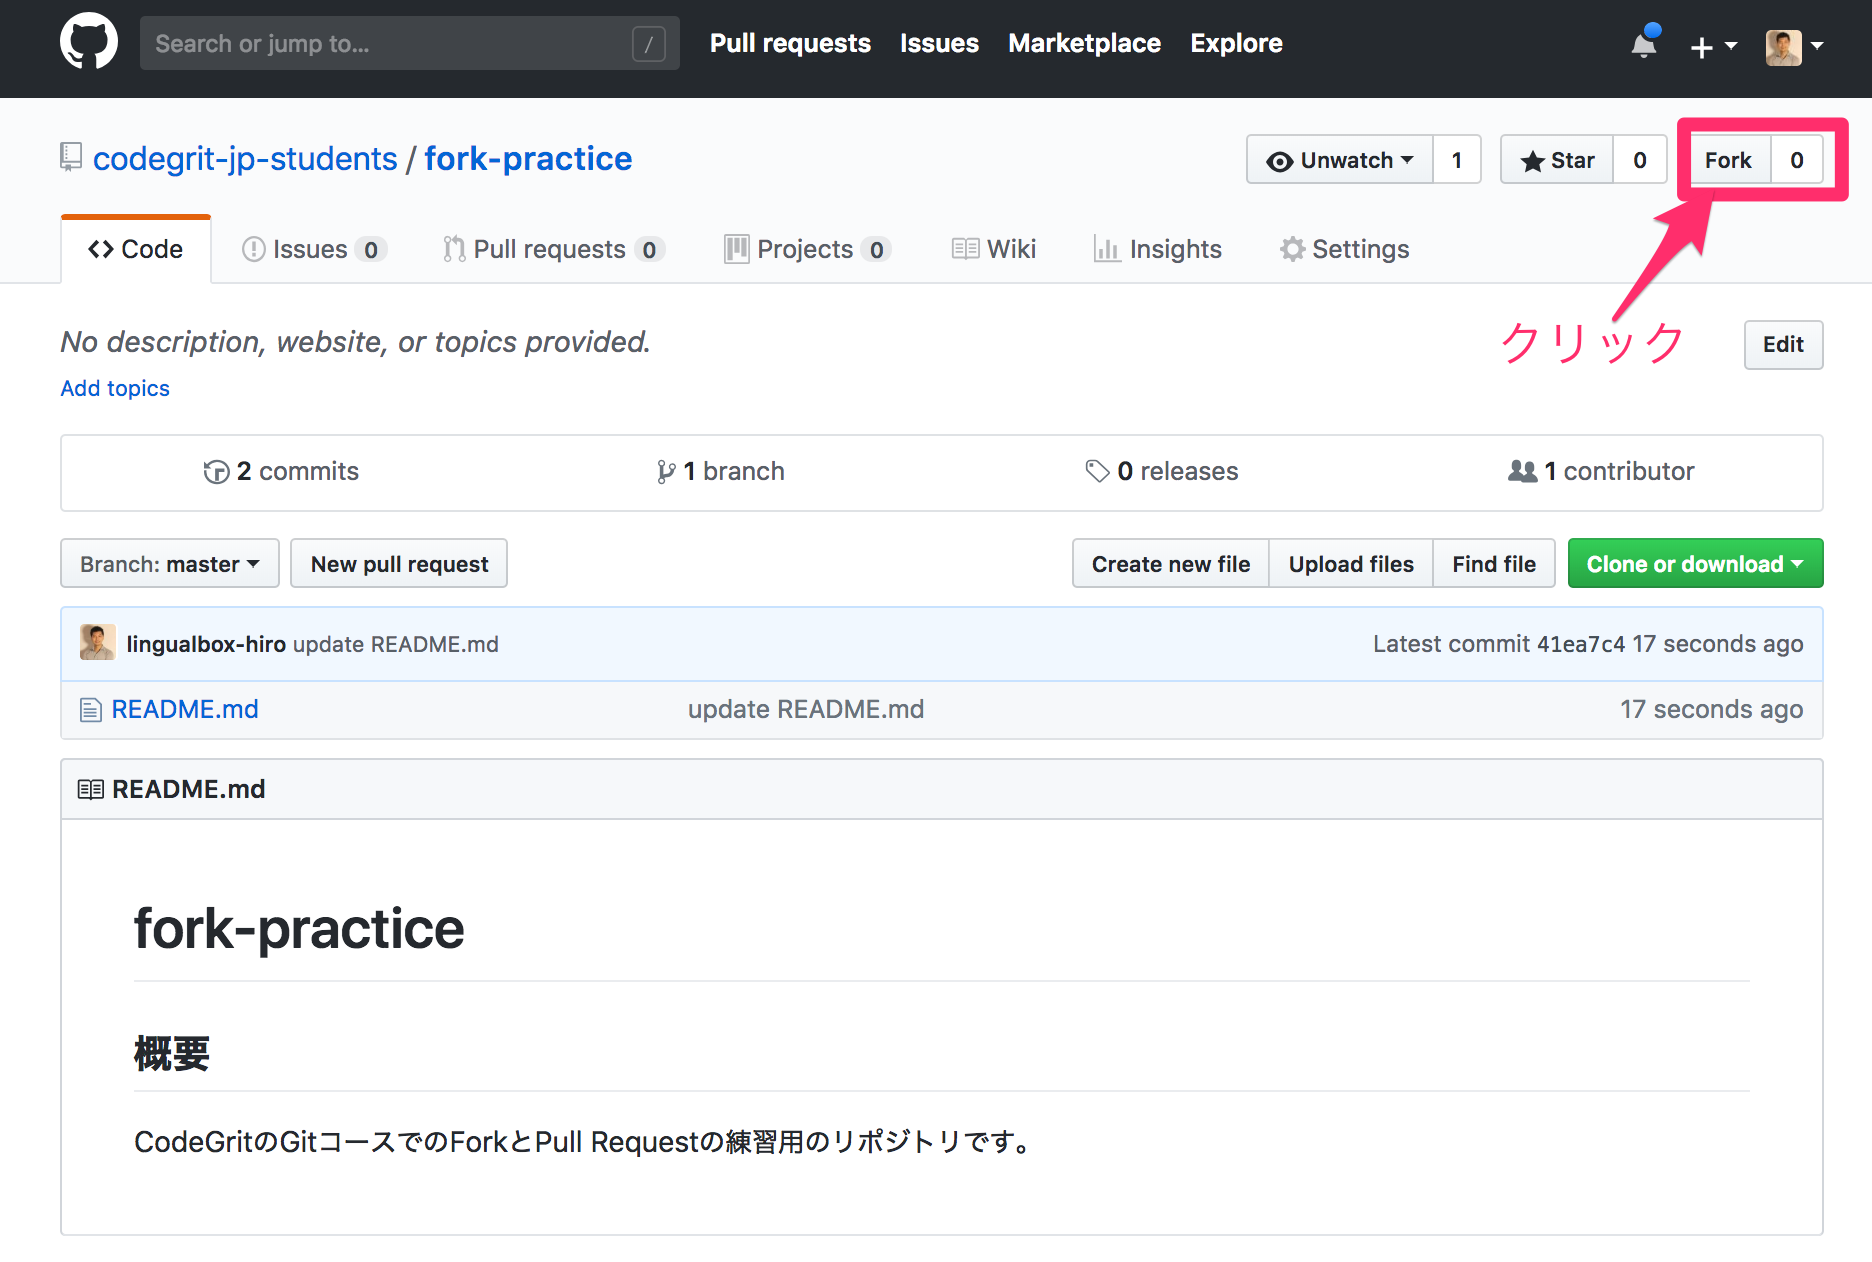 Search or jump to... /
Pull requests Issues Marketplace Explore
codegrit-jp-students / fork-practice
Unwatch 1 Star 0 Fork 0
Code Issues 0 Pull requests 0 Projects 0 Wiki Insights Settings
No description, website, or topics provided.
クリック
Edit
Add topics
2 commits 1 branch 0 releases 1 contributor
Branch: master New pull request Create new file Upload files Find file Clone or download
lingualbox-hiro update README.md Latest commit 41ea7c4 17 seconds ago
README.md update README.md 17 seconds ago
README.md
fork-practice
概要
CodeGritのGitコースでのForkとPull Requestの練習用のリポジトリです。